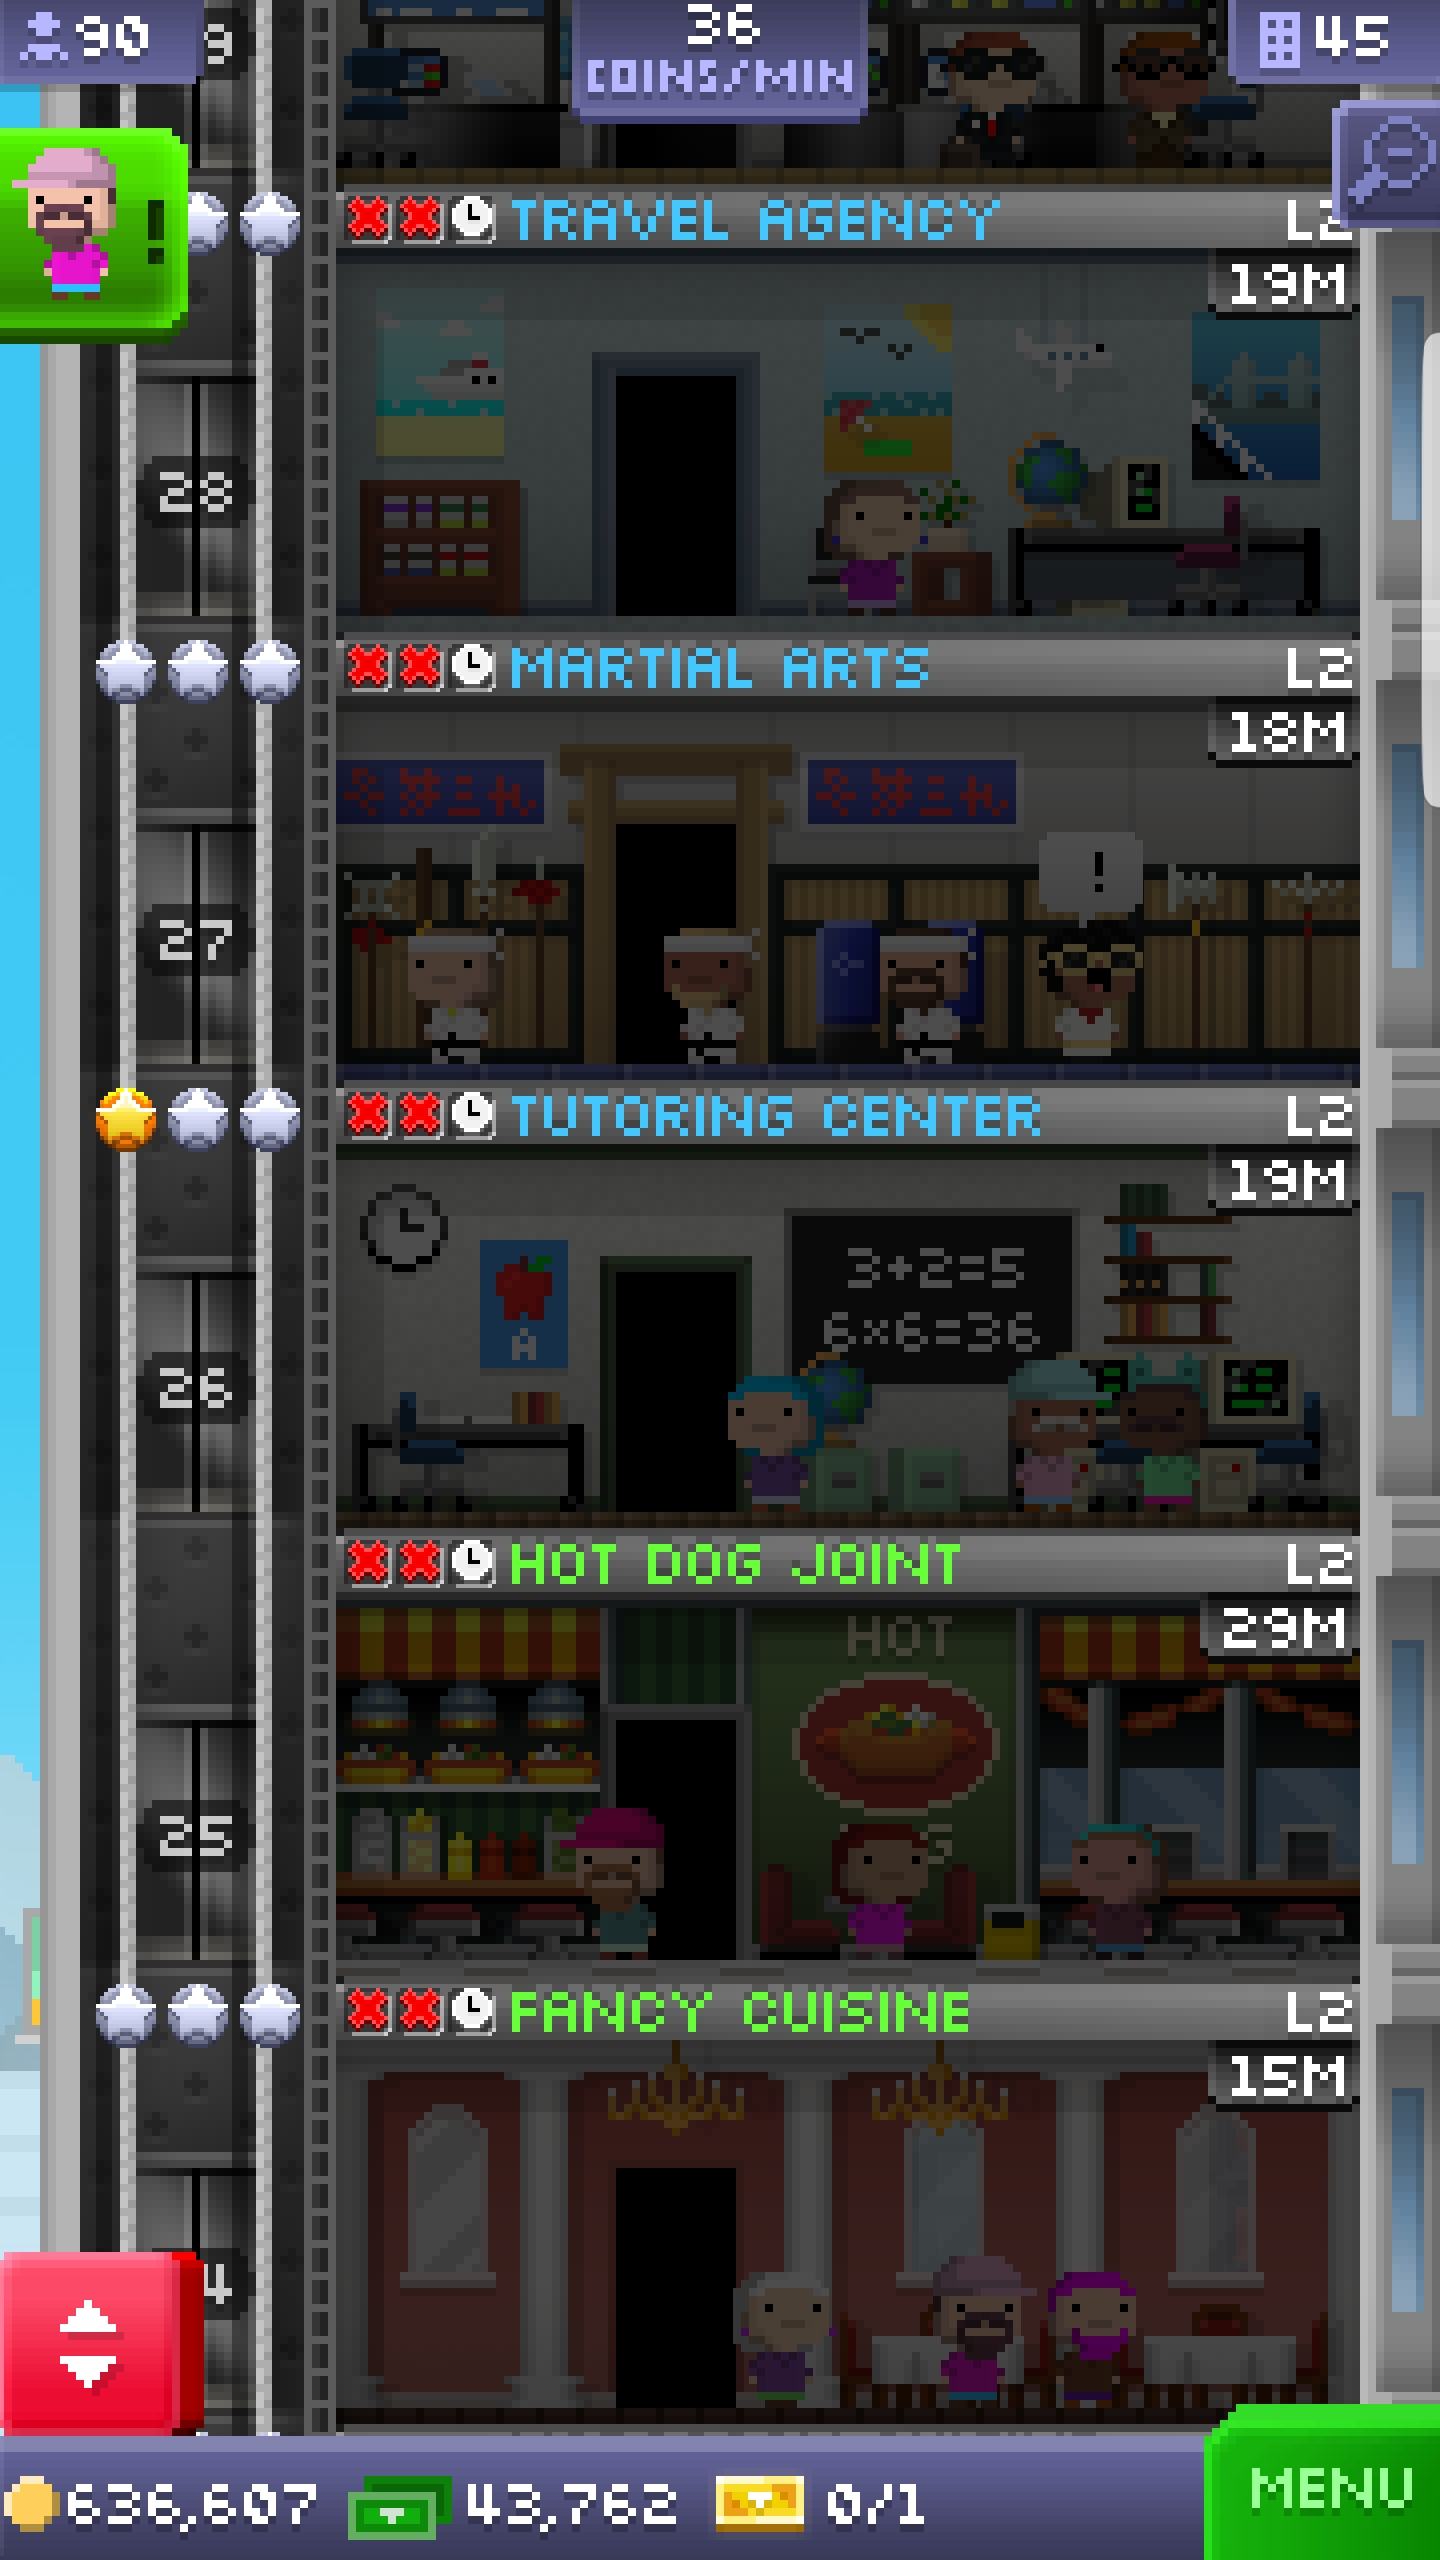 90
9
36
COINS/MIN
45
!
TRAVEL AGENCY L2
19M
28
MARTIAL ARTS L2
18M
!
27
TUTORING CENTER L2
19M
3+2=5
6×6=36
A
26
HOT DOG JOINT L2
29M
HOT
G
25
FANCY CUISINE L2
15M
4
636,607 43,762 0/1
MENU